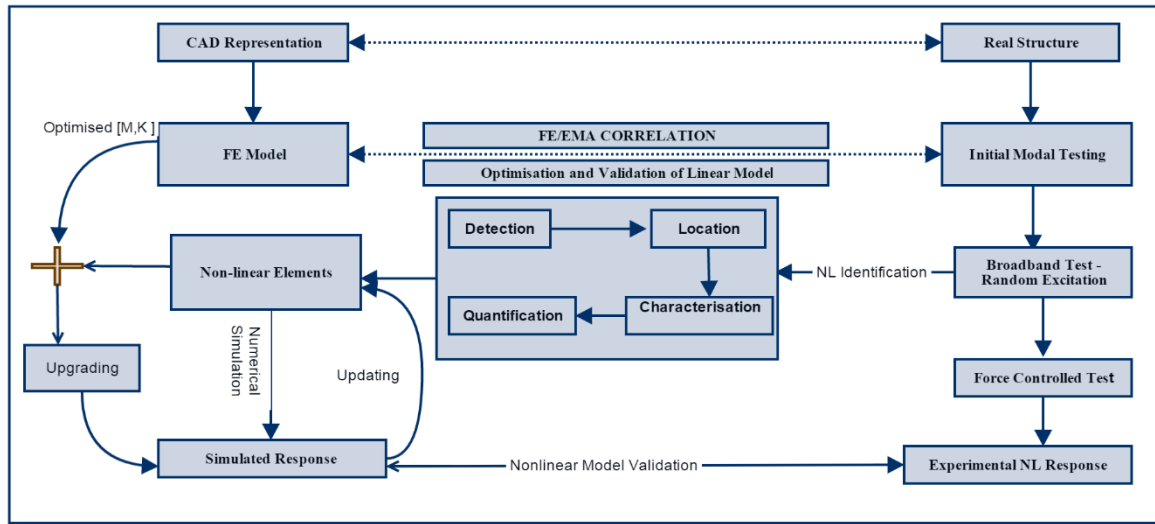 CAD Representation
Real Structure
Optimised [M,K ]
FE Model
FE/EMA CORRELATION
Optimisation and Validation of Linear Model
Initial Modal Testing
Detection
Location
Quantification
Characterisation
Non-linear Elements
NL Identification
Broadband Test -
Random Excitation
Numerical
Simulation
Updating
Upgrading
Force Controlled Test
Simulated Response
Nonlinear Model Validation
Experimental NL Response